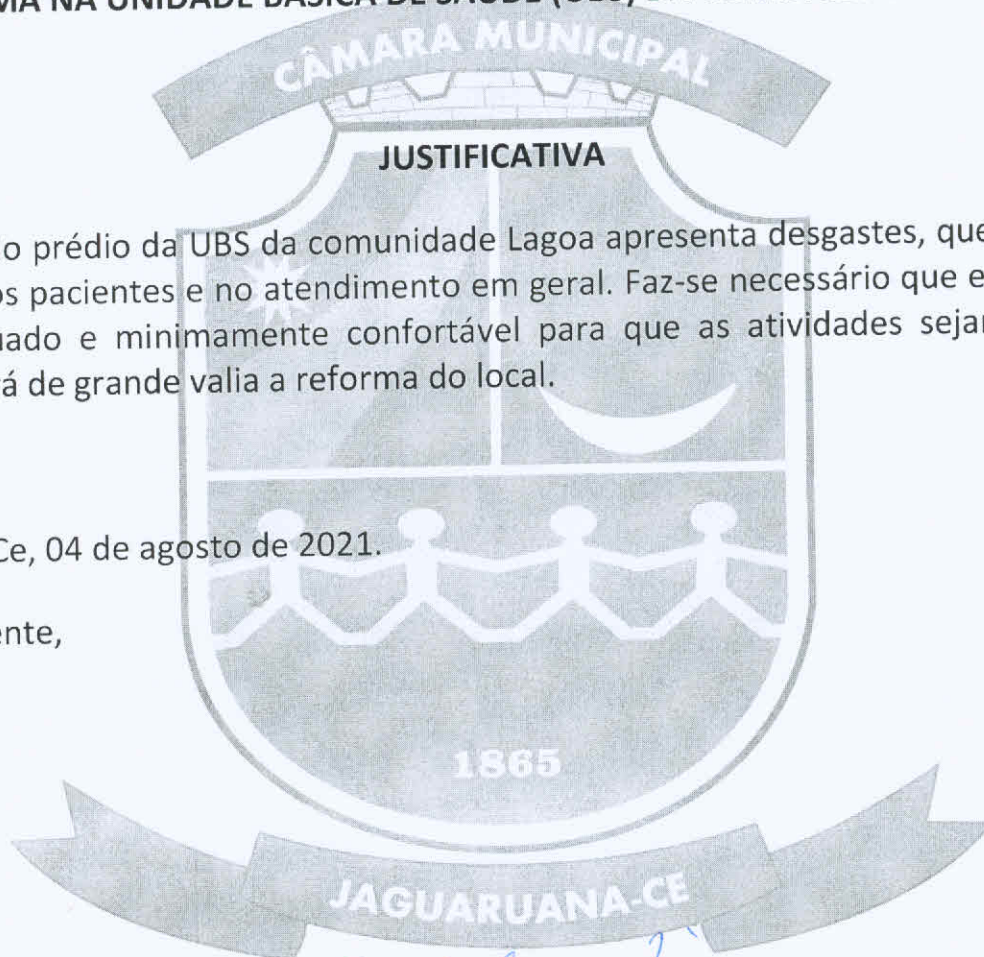 MA NA UNIDADE BÁSICA DE SAÚDE (UBS)
CÂMARA MUNICIPAL
JUSTIFICATIVA
o prédio da UBS da comunidade Lagoa apresenta desgastes, que
os pacientes e no atendimento em geral. Faz-se necessário que e
uado e minimamente confortável para que as atividades sejam
rá de grande valia a reforma do local.
Ce, 04 de agosto de 2021.
ente,
1865
JAGUARUANA-CE